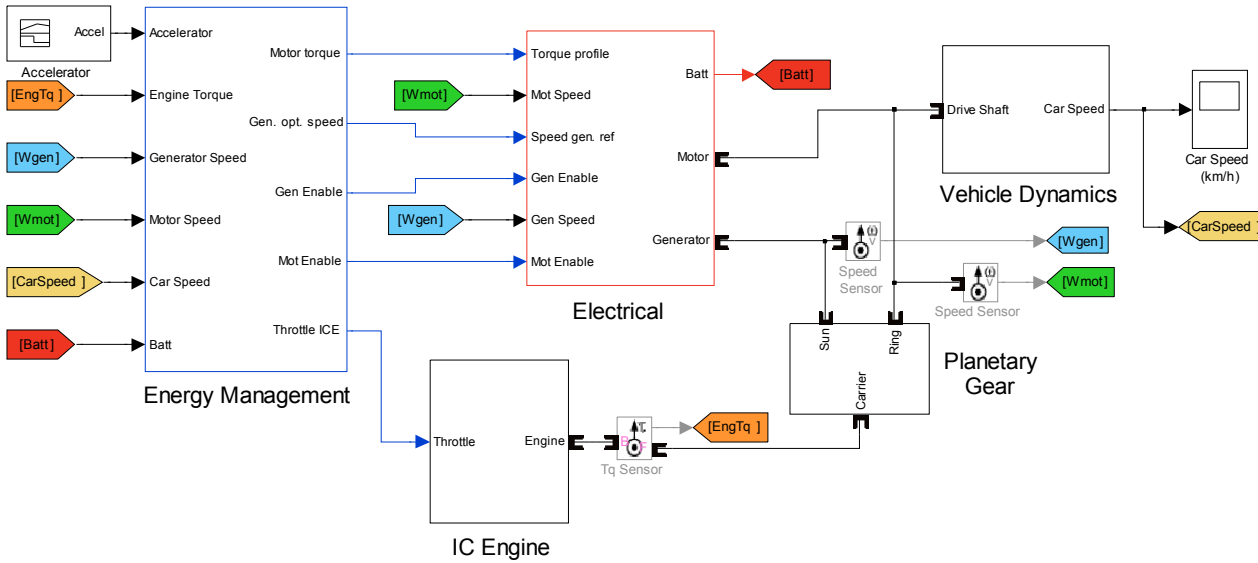 Accel
Accelerator
[EngTq ]
[Wgen]
[Wmot]
[CarSpeed ]
[Batt]
Accelerator
Engine Torque
Generator Speed
Motor Speed
Car Speed
Batt
Motor torque
Gen. opt. speed
Gen Enable
Mot Enable
Throttle ICE
Energy Management
[Wmot]
[Wgen]
Torque profile
Mot Speed
Speed gen. ref
Gen Enable
Gen Speed
Mot Enable
Batt
Motor
Generator
Electrical
[Batt]
Drive Shaft
Car Speed
Vehicle Dynamics
Car Speed
(km/h)
[CarSpeed ]
(t)
V
Speed
Sensor
[Wgen]
(t)
V
Speed Sensor
[Wmot]
Sun
Ring
Carrier
Planetary
Gear
Throttle
Engine
IC Engine
B
F
Tq Sensor
[EngTq ]